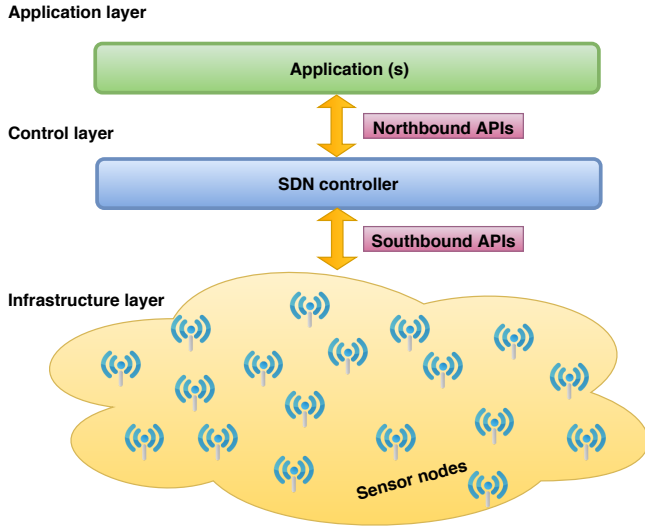 Application layer
Application (s)
Northbound APIs
Control layer
SDN controller
Southbound APIs
Infrastructure layer
Sensor nodes